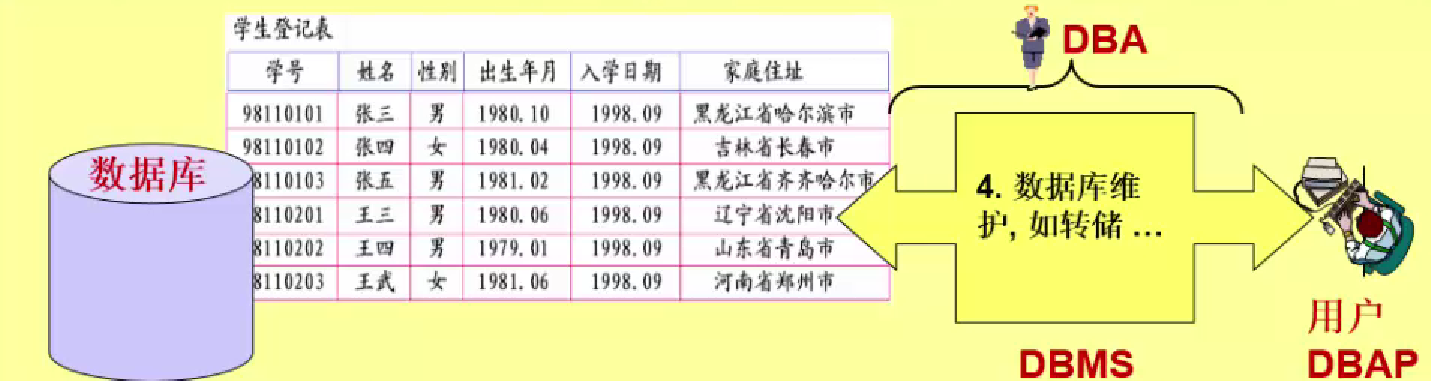 学生登记表
学号 姓名 性别 出生年月 入学日期 家庭住址
98110101 张三 男 1980.10 1998.09 黑龙江省哈尔滨市
98110102 张四 女 1980.04 1998.09 吉林省长春市
8110103 张五 男 1981.02 1998.09 黑龙江省齐齐哈尔市
8110201 王三 男 1980.06 1998.09 辽宁省沈阳市
8110202 王四 男 1979.01 1998.09 山东省青岛市
8110203 王武 女 1981.06 1998.09 河南省郑州市
数据库
DBA
4. 数据库维
护, 如转储 ...
DBMS
用户
DBAP